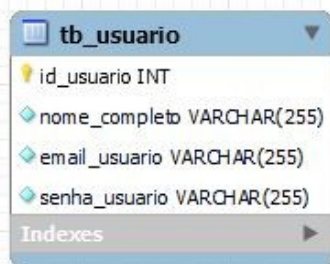 tb_usuario
id_usuario INT
nome_completo VARCHAR(255)
email_usuario VARCHAR(255)
senha_usuario VARCHAR(255)
Indexes